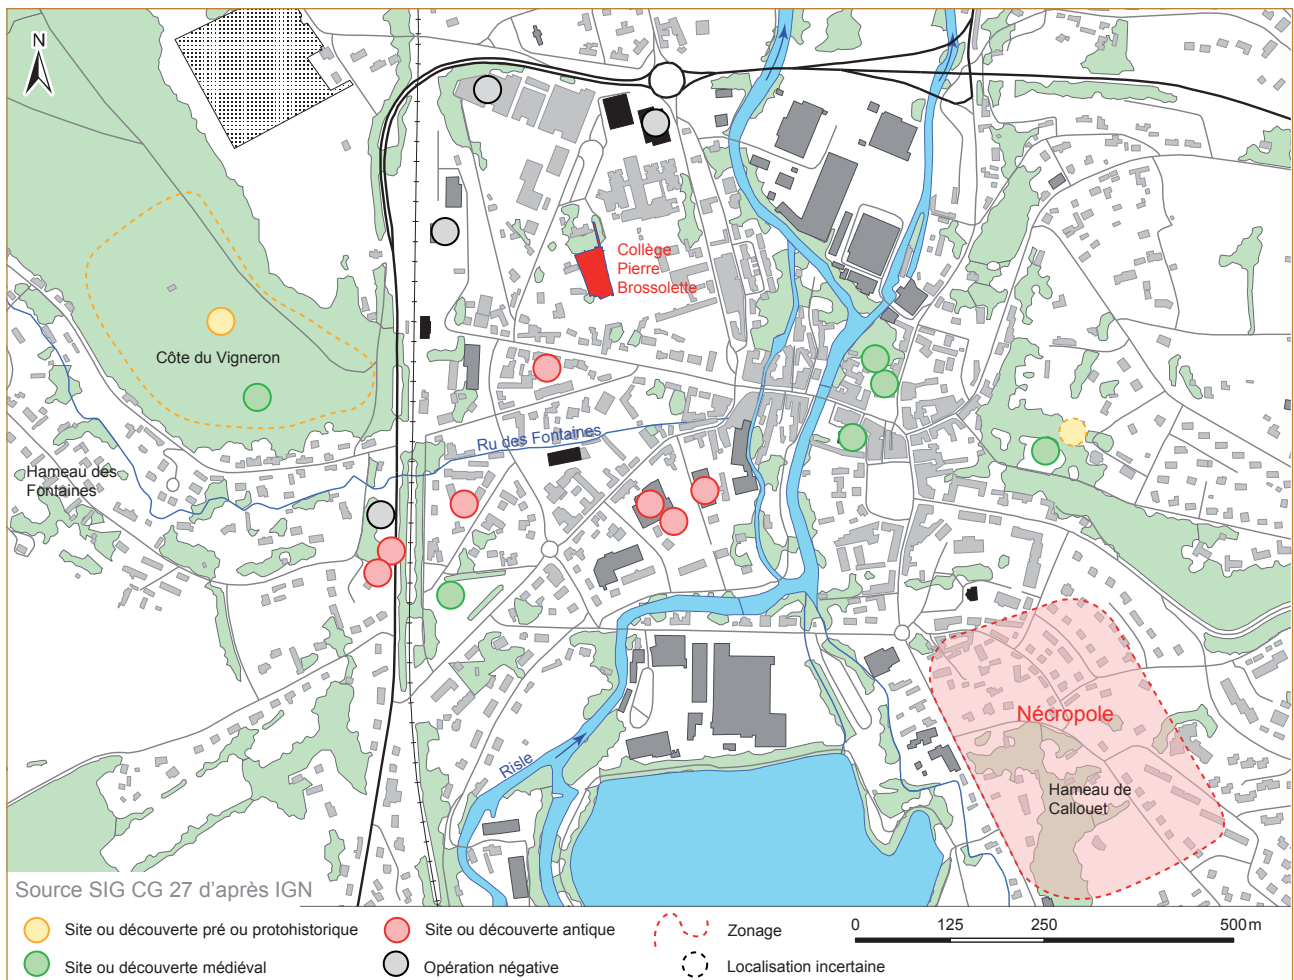 N
Collège
Pierre
Brossolette
Côte du Vigneron
Ru des Fontaines
Hameau des
Fontaines
Nécropole
Risle
Hameau de
Callouet
Source SIG CG 27 d'après IGN
Site ou découverte pré ou protohistorique
Site ou découverte antique
Zonage
0 125 250 500m
Site ou découverte médiéval
Opération négative
Localisation incertaine